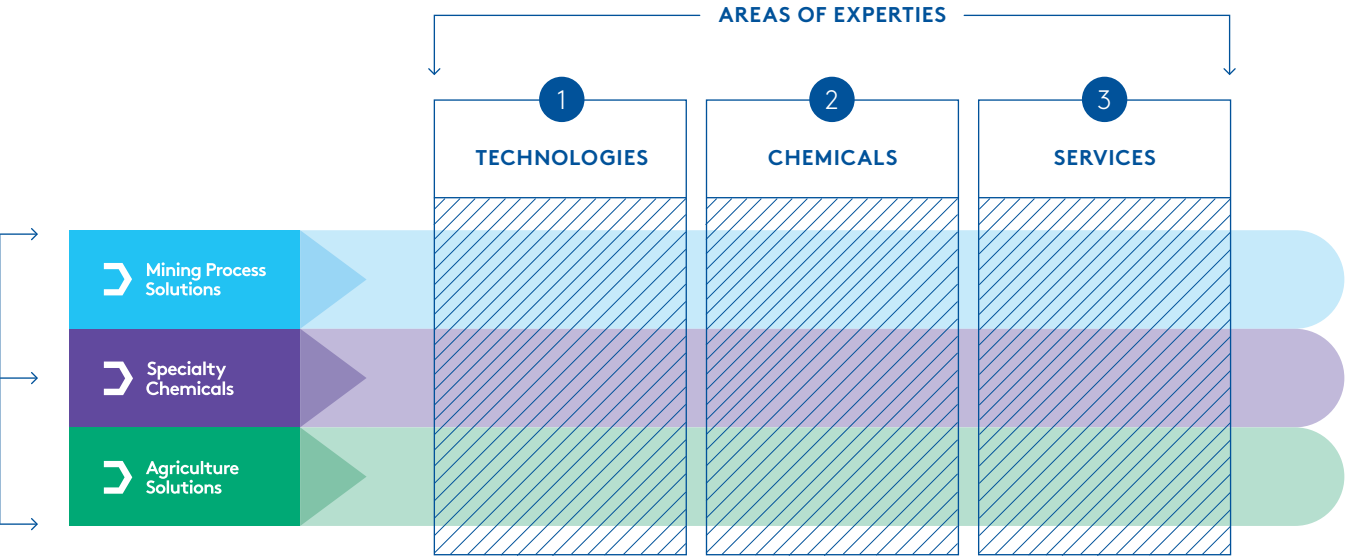 AREAS OF EXPERTIES
1
2
3
TECHNOLOGIES
CHEMICALS
SERVICES
Mining Process
Solutions
Specialty
Chemicals
Agriculture
Solutions